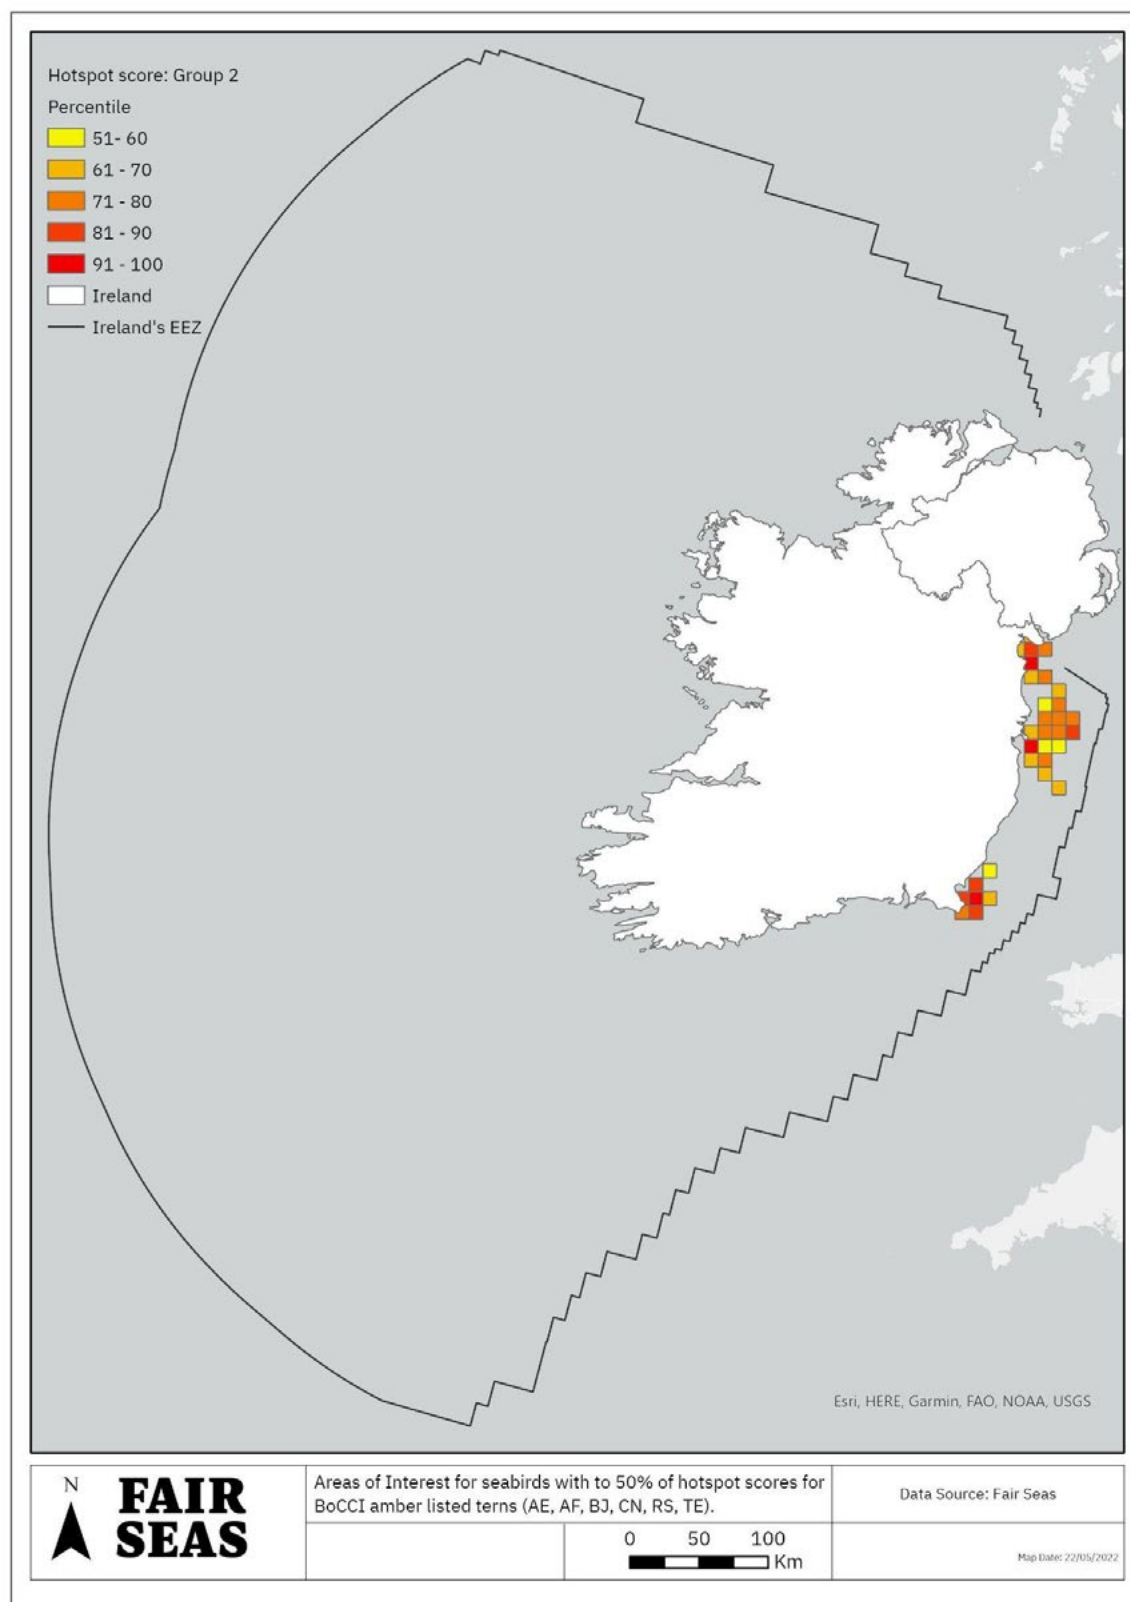 Hotspot score: Group 2
Percentile
51- 60
61 - 70
71 - 80
81 - 90
91 - 100
Ireland
Ireland's EEZ
Esri, HERE, Garmin, FAO, NOAA, USGS
N
FAIR
SEAS
Areas of Interest for seabirds with to 50% of hotspot scores for
BoCCI amber listed terns (AE, AF, BJ, CN, RS, TE).
Data Source: Fair Seas
0 50 100
Km
Map Date: 22/05/2022